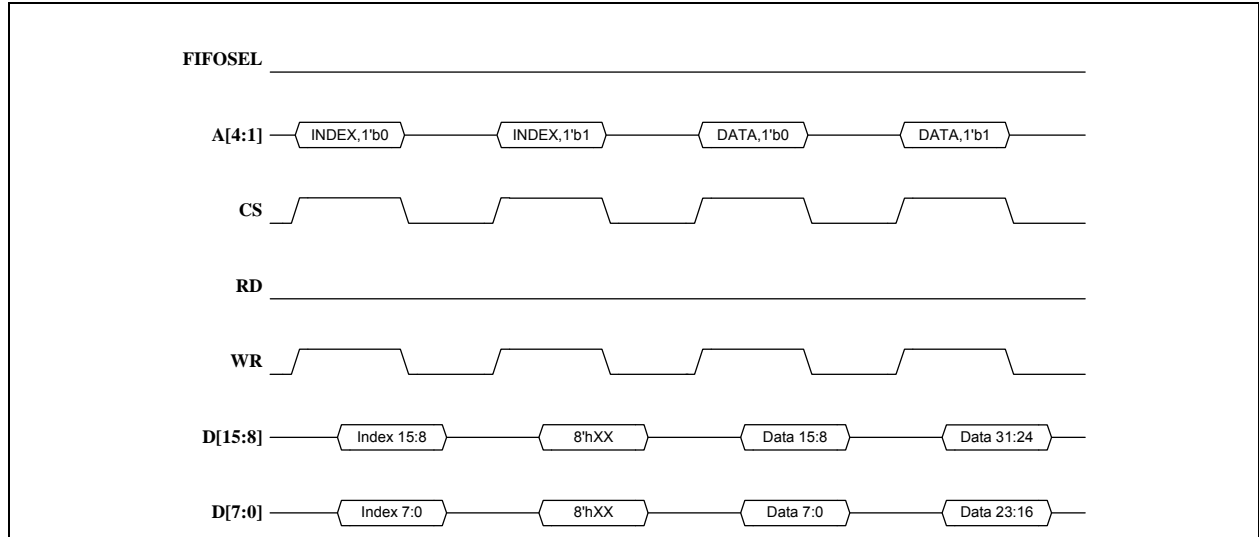 FIFOSEL
A[4:1] INDEX,1'b0 INDEX,1'b1 DATA,1'b0 DATA,1'b1
CS
RD
WR
D[15:8] Index 15:8 8'hXX Data 15:8 Data 31:24
D[7:0] Index 7:0 8'hXX Data 7:0 Data 23:16